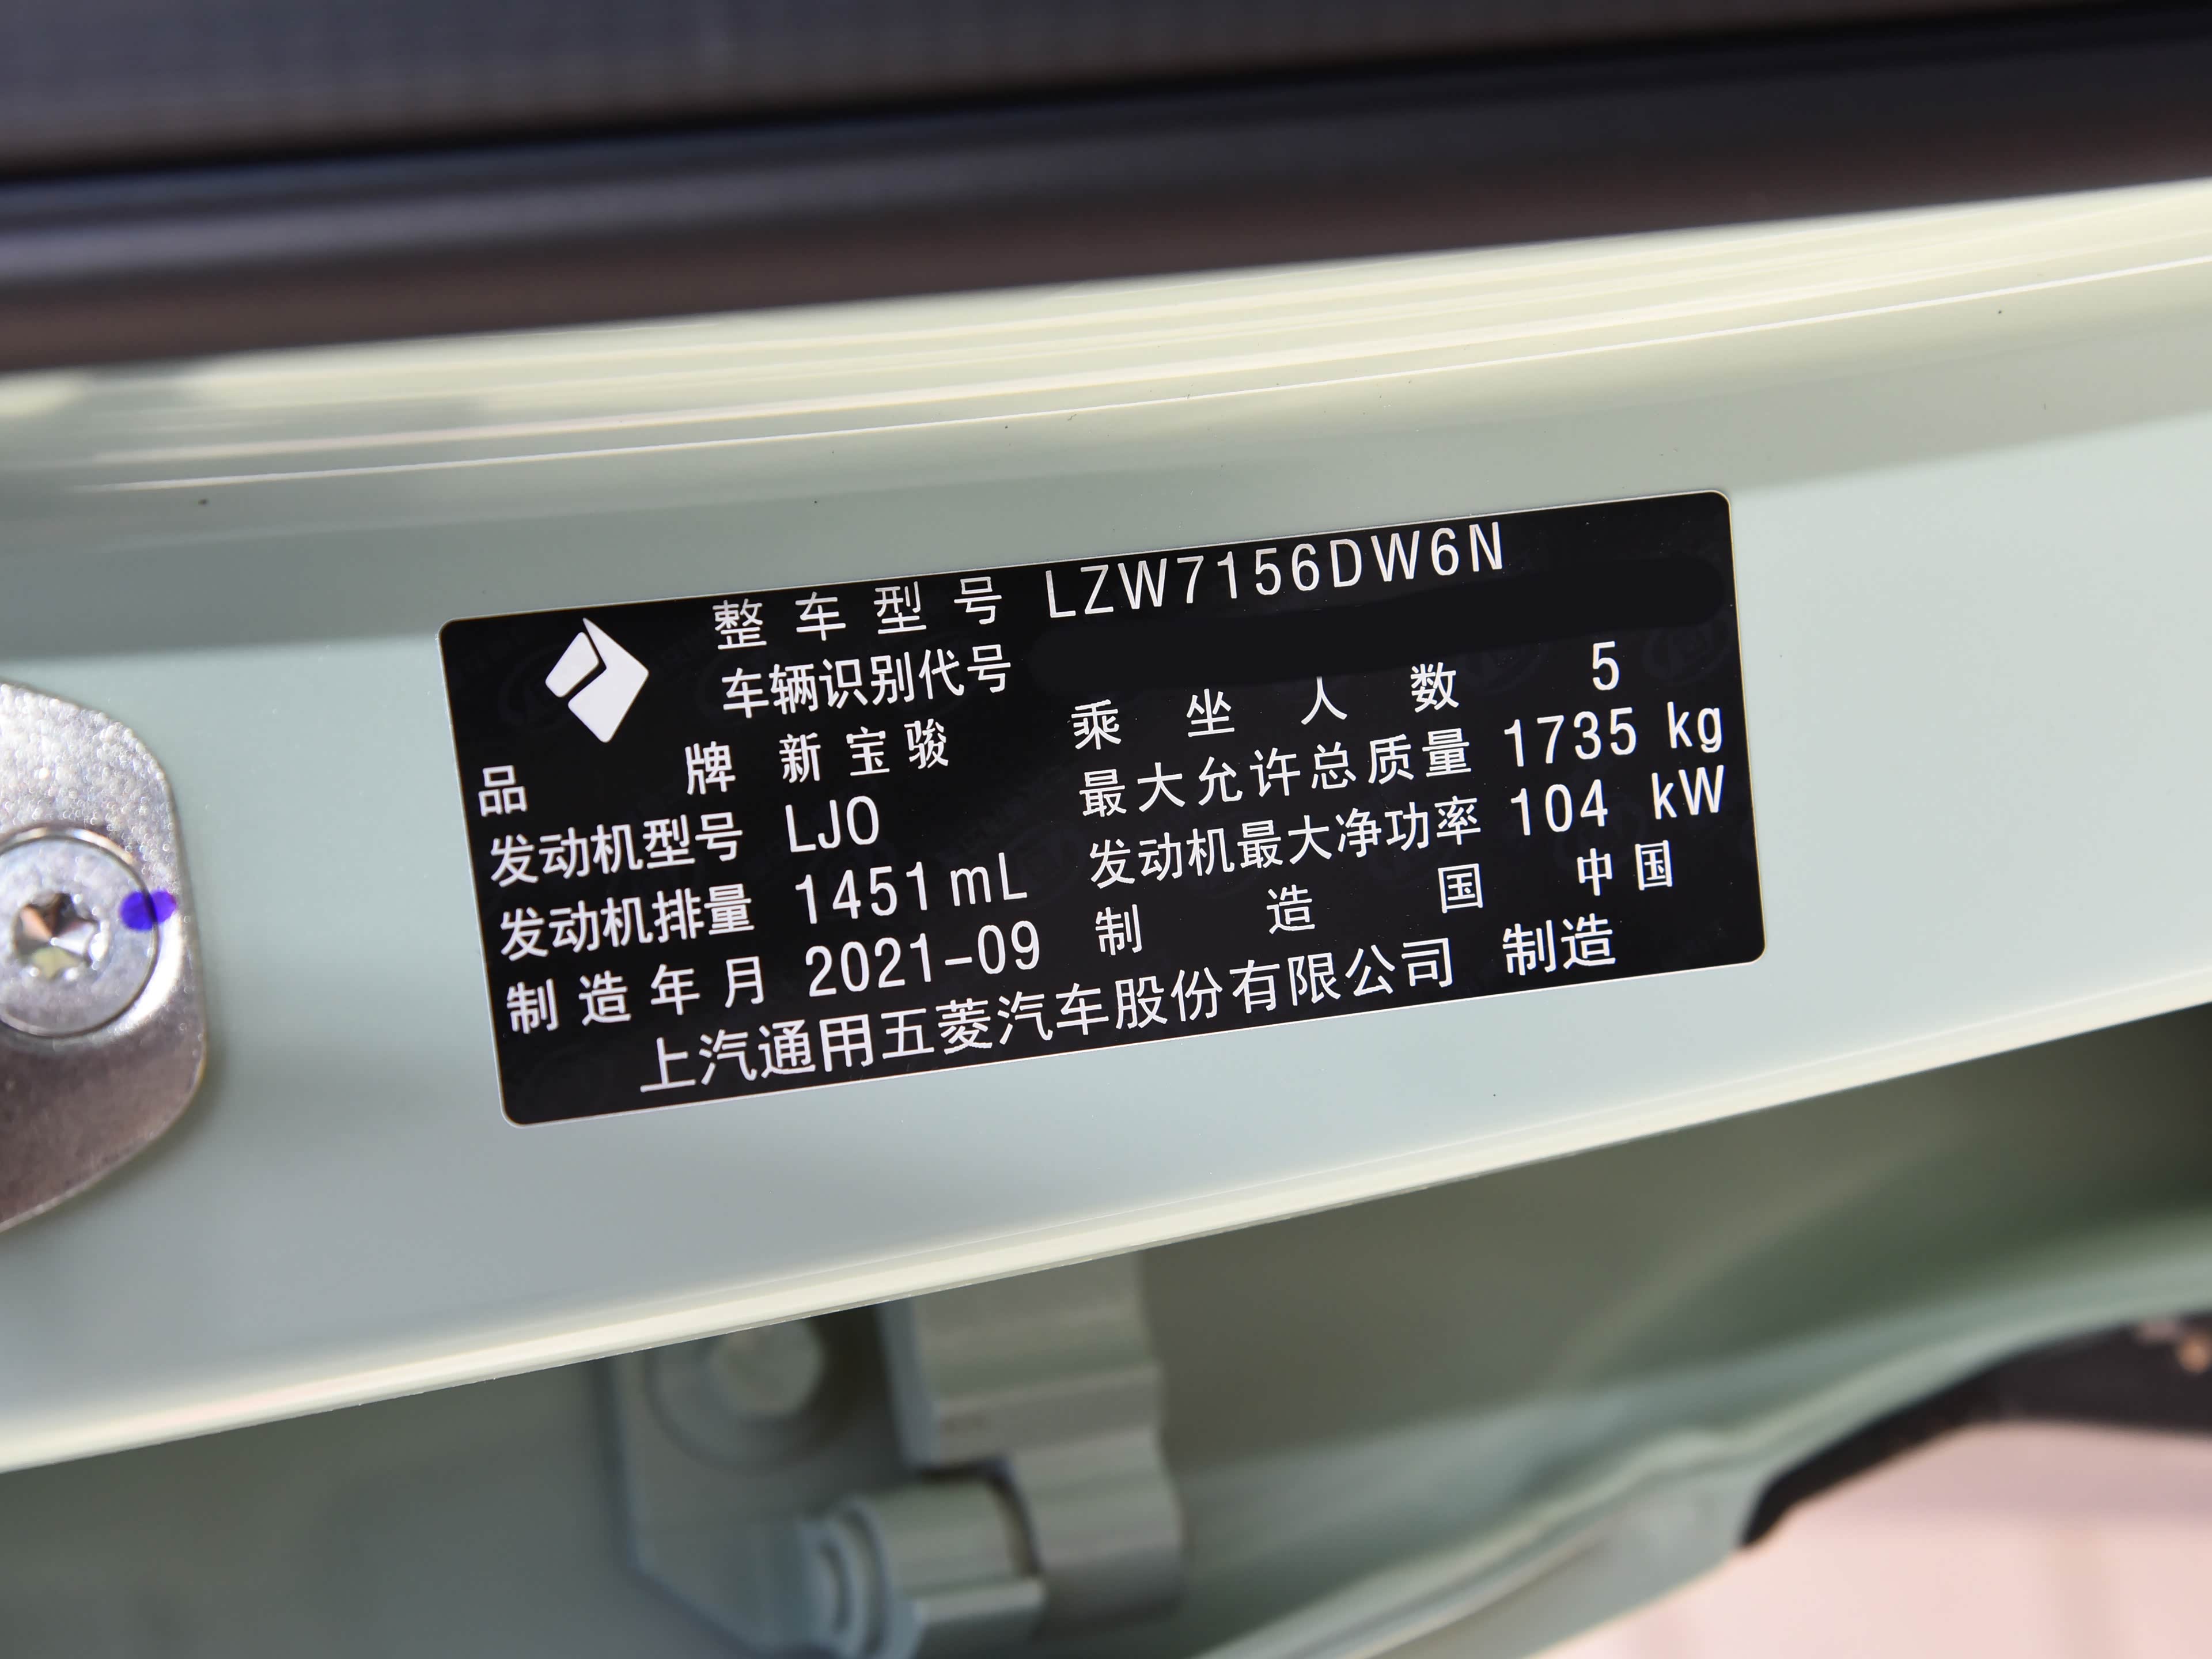 整车型号 LZW7156DW6N
车辆识别代号
品牌 新宝骏 乘坐人数 5
发动机型号 LJO 最大允许总质量 1735 kg
发动机排量 1451mL 发动机最大净功率 104 kW
制造年月 2021-09 制造国 中国
上汽通用五菱汽车股份有限公司 制造